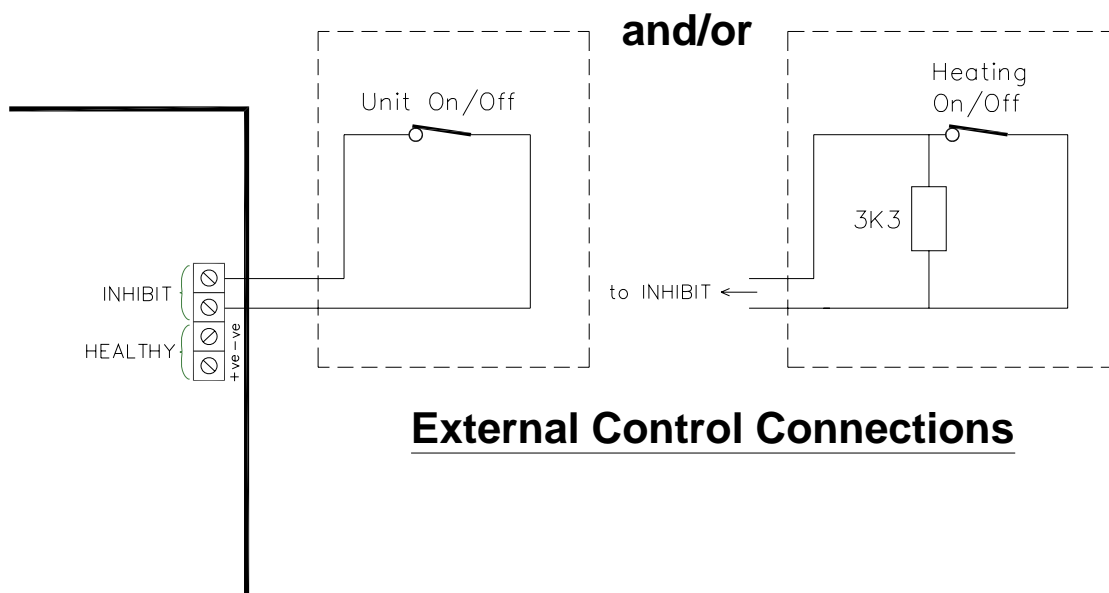 and/or
Unit On/Off
Heating
On/Off
3K3
INHIBIT
to INHIBIT
HEALTHY
+ve -ve
External Control Connections